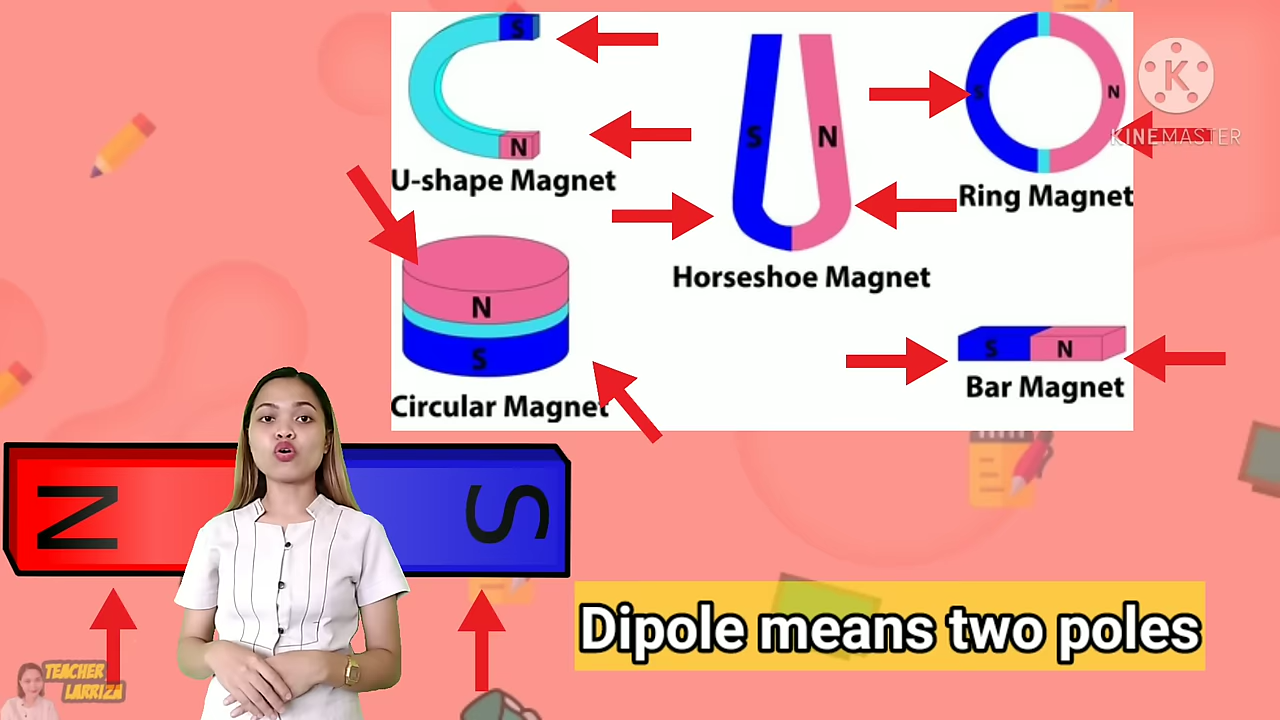 S
N
U-shape Magnet
S
N
Horseshoe Magnet
S
N
KINEMASTER
K
Ring Magnet
N
S
Circular Magnet
S
N
Bar Magnet
N
S
Dipole means two poles
TEACHER
LARRIZA